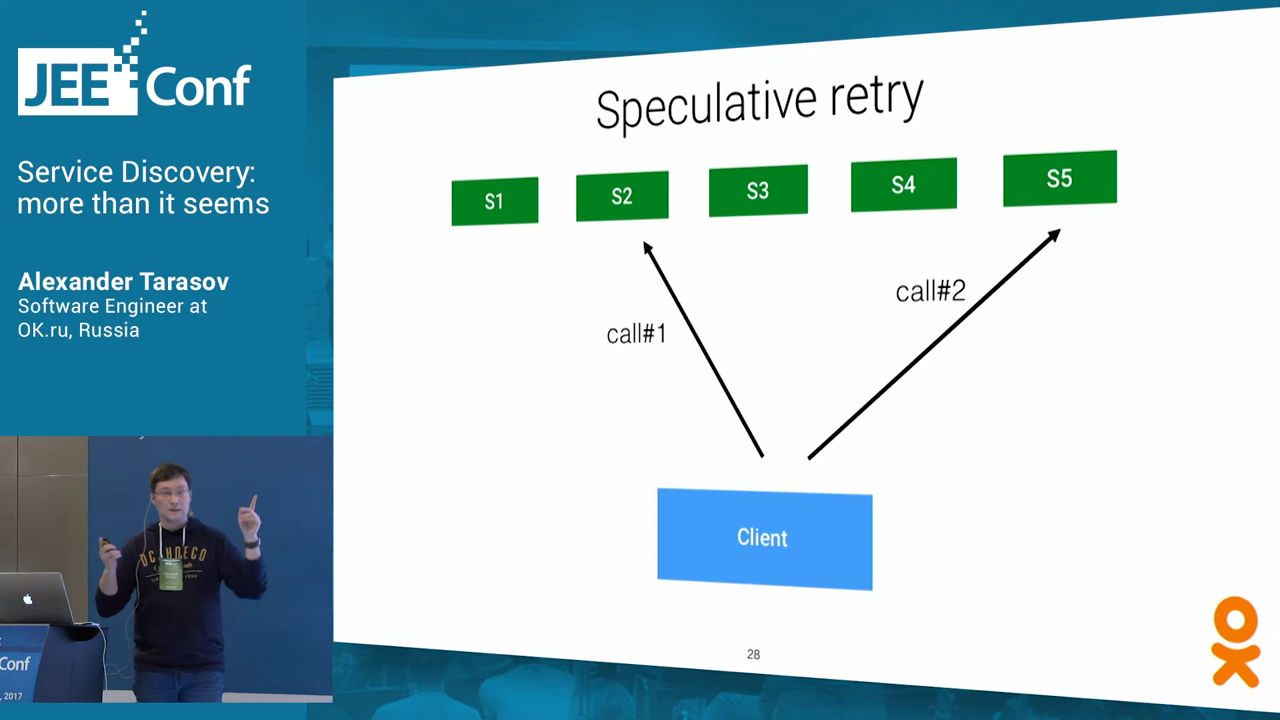 JEE Conf
Service Discovery:
more than it seems
Alexander Tarasov
Software Engineer at
OK.ru, Russia
Speculative retry
S1 S2 S3 S4 S5
call#1
call#2
Client
28
Conf
, 2017